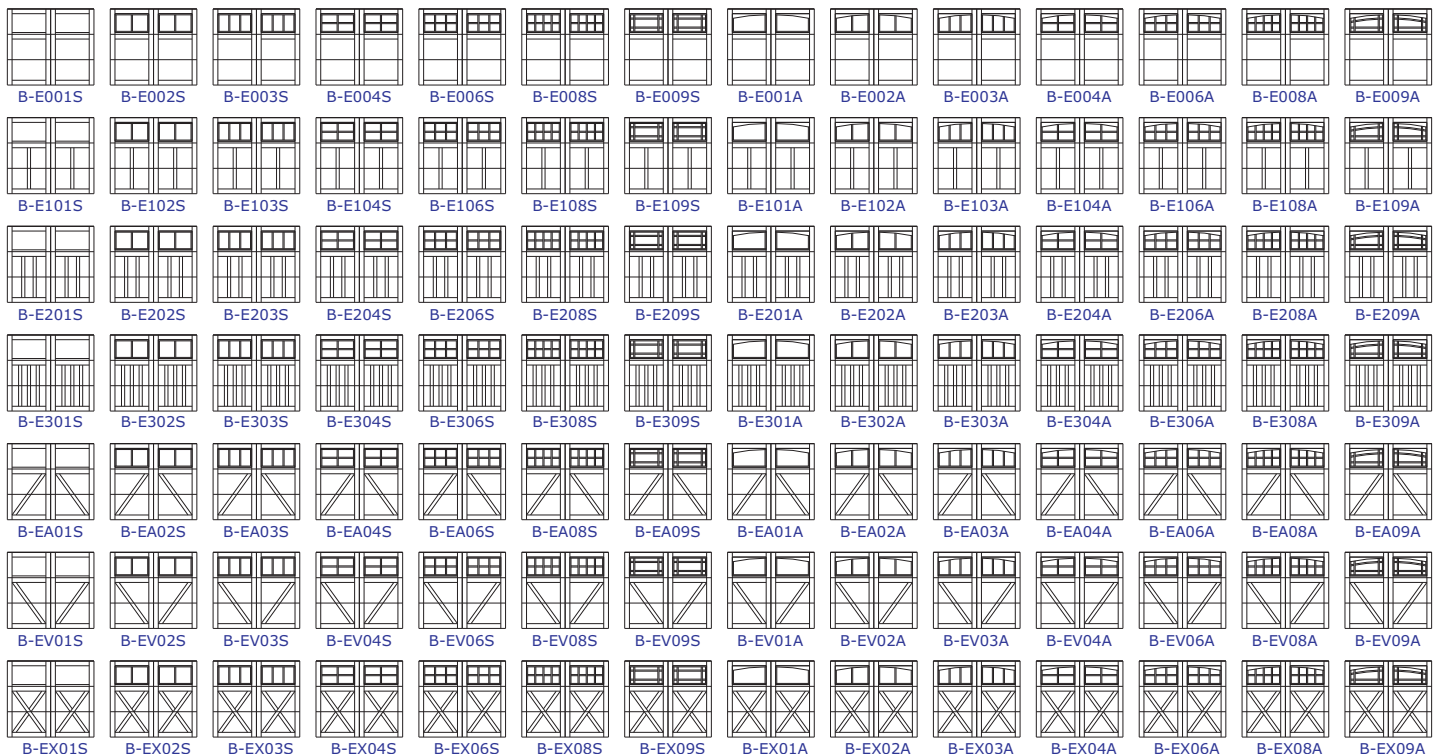 B-E001S B-E002S B-E003S B-E004S B-E006S B-E008S B-E009S B-E001A B-E002A B-E003A B-E004A B-E006A B-E008A B-E009A
B-E101S B-E102S B-E103S B-E104S B-E106S B-E108S B-E109S B-E101A B-E102A B-E103A B-E104A B-E106A B-E108A B-E109A
B-E201S B-E202S B-E203S B-E204S B-E206S B-E208S B-E209S B-E201A B-E202A B-E203A B-E204A B-E206A B-E208A B-E209A
B-E301S B-E302S B-E303S B-E304S B-E306S B-E308S B-E309S B-E301A B-E302A B-E303A B-E304A B-E306A B-E308A B-E309A
B-EA01S B-EA02S B-EA03S B-EA04S B-EA06S B-EA08S B-EA09S B-EA01A B-EA02A B-EA03A B-EA04A B-EA06A B-EA08A B-EA09A
B-EV01S B-EV02S B-EV03S B-EV04S B-EV06S B-EV08S B-EV09S B-EV01A B-EV02A B-EV03A B-EV04A B-EV06A B-EV08A B-EV09A
B-EX01S B-EX02S B-EX03S B-EX04S B-EX06S B-EX08S B-EX09S B-EX01A B-EX02A B-EX03A B-EX04A B-EX06A B-EX08A B-EX09A